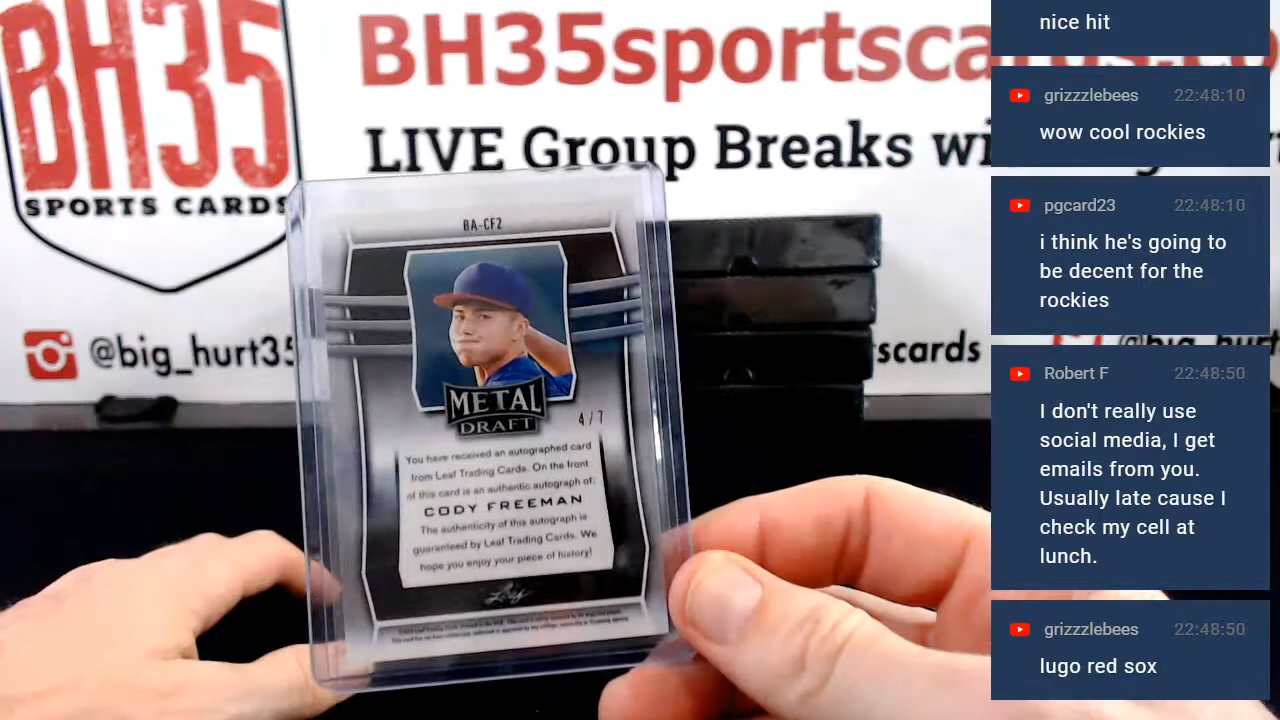 BH35
SPORTS CARDS
BH35sportscards.co
LIVE Group Breaks wi
@big_hurt35
scards
@big_hurt
BA-CF2
METAL
DRAFT
4/7
You have received an autographed card
from Leaf Trading Cards. On the front
of this card is an authentic autograph of:
CODY FREEMAN
The authenticity of this autograph is
guaranteed by Leaf Trading Cards. We
hope you enjoy your piece of history!
Leaf
nice hit
grizzzlebees 22:48:10
wow cool rockies
pgcard23 22:48:10
i think he's going to
be decent for the
rockies
Robert F 22:48:50
I don't really use
social media, I get
emails from you.
Usually late cause I
check my cell at
lunch.
grizzzlebees 22:48:50
lugo red sox